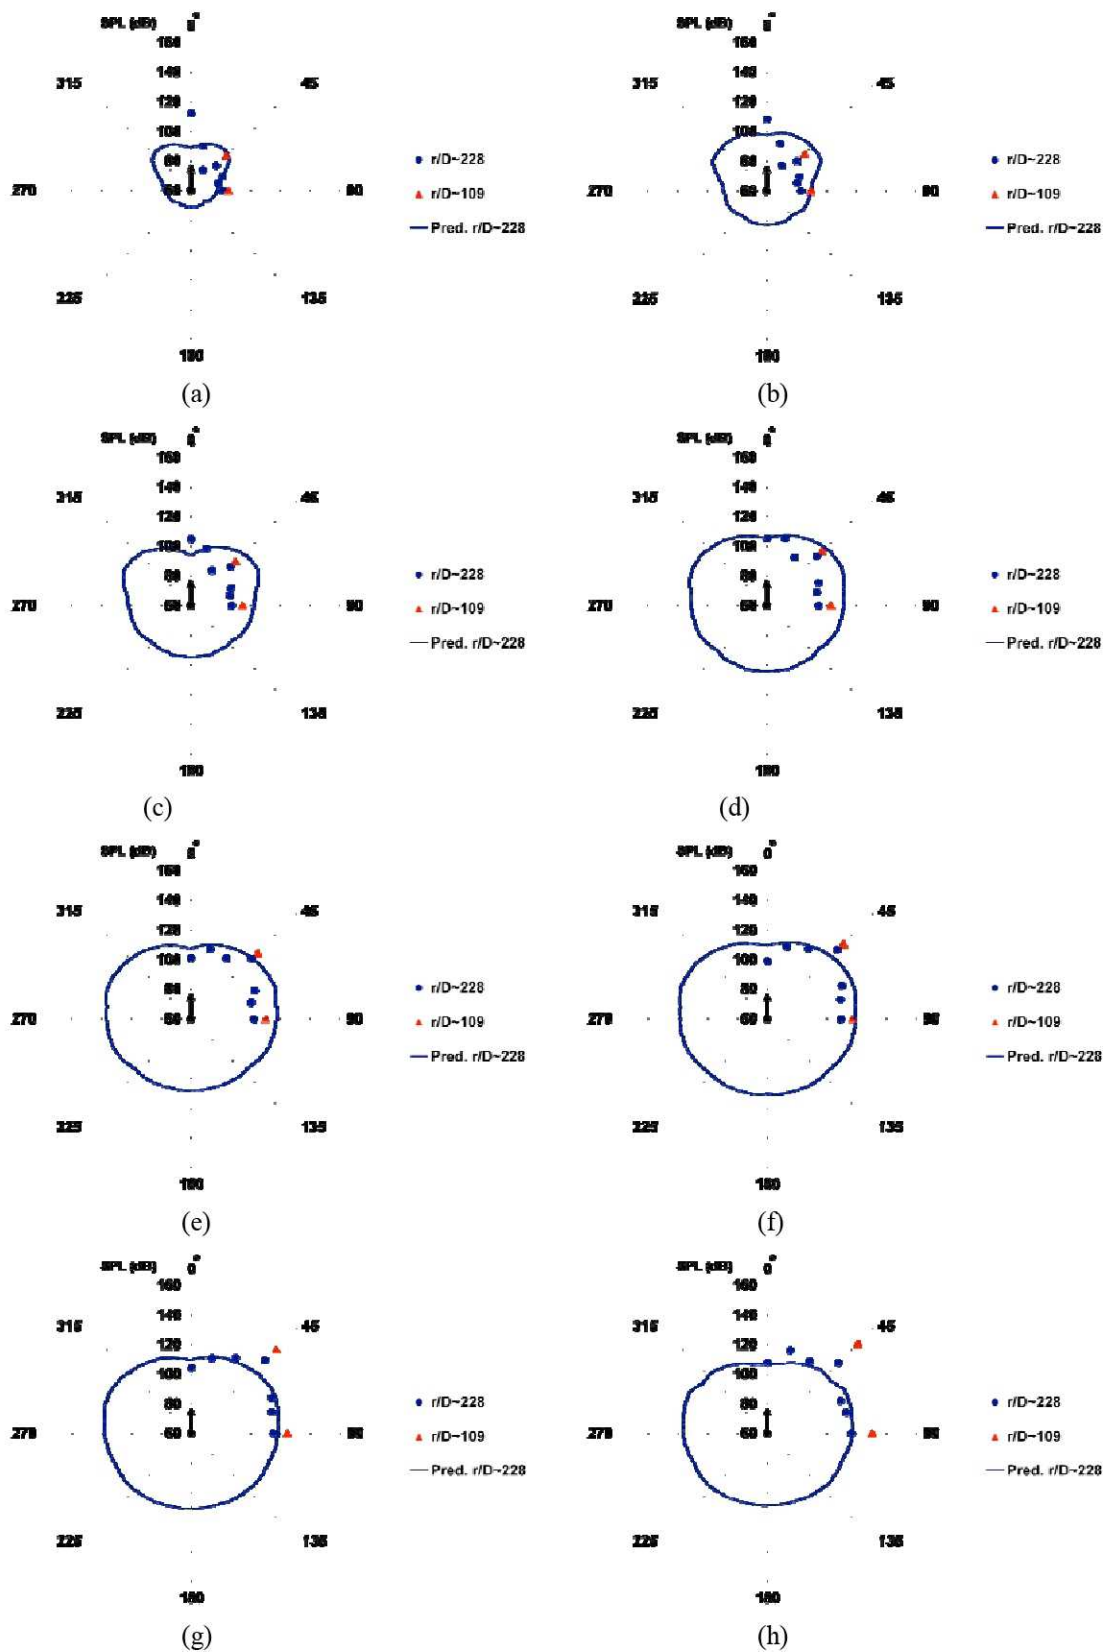 SPL (dB) 0°
160
140
315 45
120
100
80
270 60 90
225 135
180
r/D~228
r/D~109
Pred. r/D~228
(a)
SPL (dB) 0°
160
140
315 45
120
100
80
270 60 90
225 135
180
r/D~228
r/D~109
Pred. r/D~228
(b)
SPL (dB) 0°
160
140
315 45
120
100
80
270 60 90
225 135
180
r/D~228
r/D~109
Pred. r/D~228
(c)
SPL (dB) 0°
160
140
315 45
120
100
80
270 60 90
225 135
180
r/D~228
r/D~109
Pred. r/D~228
(d)
SPL (dB) 0°
160
140
315 45
120
100
80
270 60 90
225 135
180
r/D~228
r/D~109
Pred. r/D~228
(e)
SPL (dB) 0°
160
140
315 45
120
100
80
270 60 90
225 135
180
r/D~228
r/D~109
Pred. r/D~228
(f)
SPL (dB) 0°
160
140
315 45
120
100
80
270 60 90
225 135
180
r/D~228
r/D~109
Pred. r/D~228
(g)
SPL (dB) 0°
160
140
315 45
120
100
80
270 60 90
225 135
180
r/D~228
r/D~109
Pred. r/D~228
(h)